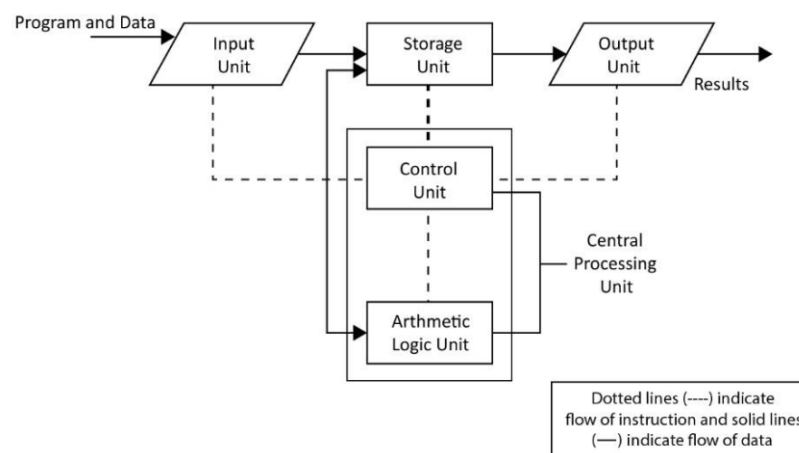 Program and Data
Input
Unit
Storage
Unit
Output
Unit
Results
Control
Unit
Central
Processing
Unit
Arthmetic
Logic Unit
Dotted lines (----) indicate
flow of instruction and solid lines
(—) indicate flow of data